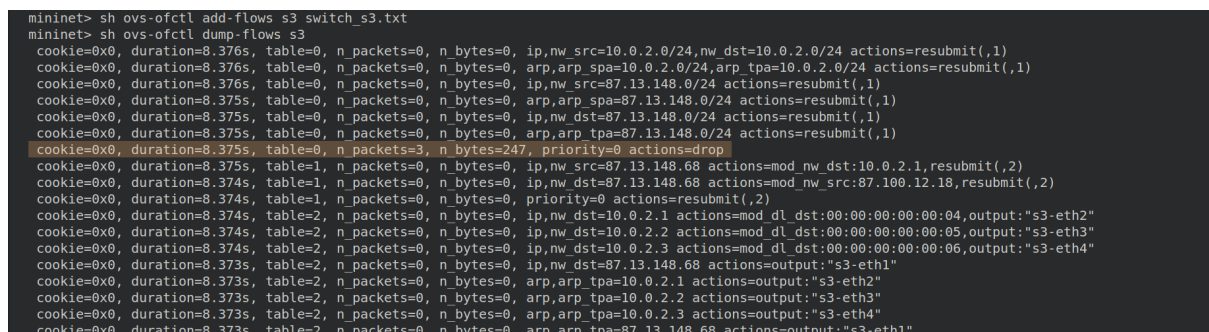 mininet> sh ovs-ofctl add-flows s3 switch_s3.txt
mininet> sh ovs-ofctl dump-flows s3
cookie=0x0, duration=8.376s, table=0, n_packets=0, n_bytes=0, ip,nw_src=10.0.2.0/24,nw_dst=10.0.2.0/24 actions=resubmit(,1)
cookie=0x0, duration=8.376s, table=0, n_packets=0, n_bytes=0, arp,arp_spa=10.0.2.0/24,arp_tpa=10.0.2.0/24 actions=resubmit(,1)
cookie=0x0, duration=8.376s, table=0, n_packets=0, n_bytes=0, ip,nw_src=87.13.148.0/24 actions=resubmit(,1)
cookie=0x0, duration=8.375s, table=0, n_packets=0, n_bytes=0, arp,arp_spa=87.13.148.0/24 actions=resubmit(,1)
cookie=0x0, duration=8.375s, table=0, n_packets=0, n_bytes=0, ip,nw_dst=87.13.148.0/24 actions=resubmit(,1)
cookie=0x0, duration=8.375s, table=0, n_packets=0, n_bytes=0, arp,arp_tpa=87.13.148.0/24 actions=resubmit(,1)
cookie=0x0, duration=8.375s, table=0, n_packets=3, n_bytes=247, priority=0 actions=drop
cookie=0x0, duration=8.375s, table=1, n_packets=0, n_bytes=0, ip,nw_src=87.13.148.68 actions=mod_nw_dst:10.0.2.1,resubmit(,2)
cookie=0x0, duration=8.374s, table=1, n_packets=0, n_bytes=0, ip,nw_dst=87.13.148.68 actions=mod_nw_src:87.100.12.18,resubmit(,2)
cookie=0x0, duration=8.374s, table=1, n_packets=0, n_bytes=0, priority=0 actions=resubmit(,2)
cookie=0x0, duration=8.374s, table=2, n_packets=0, n_bytes=0, ip,nw_dst=10.0.2.1 actions=mod_dl_dst:00:00:00:00:00:04,output:"s3-eth2"
cookie=0x0, duration=8.374s, table=2, n_packets=0, n_bytes=0, ip,nw_dst=10.0.2.2 actions=mod_dl_dst:00:00:00:00:00:05,output:"s3-eth3"
cookie=0x0, duration=8.374s, table=2, n_packets=0, n_bytes=0, ip,nw_dst=10.0.2.3 actions=mod_dl_dst:00:00:00:00:00:06,output:"s3-eth4"
cookie=0x0, duration=8.373s, table=2, n_packets=0, n_bytes=0, ip,nw_dst=87.13.148.68 actions=output:"s3-eth1"
cookie=0x0, duration=8.373s, table=2, n_packets=0, n_bytes=0, arp,arp_tpa=10.0.2.1 actions=output:"s3-eth2"
cookie=0x0, duration=8.373s, table=2, n_packets=0, n_bytes=0, arp,arp_tpa=10.0.2.2 actions=output:"s3-eth3"
cookie=0x0, duration=8.373s, table=2, n_packets=0, n_bytes=0, arp,arp_tpa=10.0.2.3 actions=output:"s3-eth4"
cookie=0x0, duration=8.373s, table=2, n_packets=0, n_bytes=0, arp,arp_tpa=87.13.148.68 actions=output:"s3-eth1"